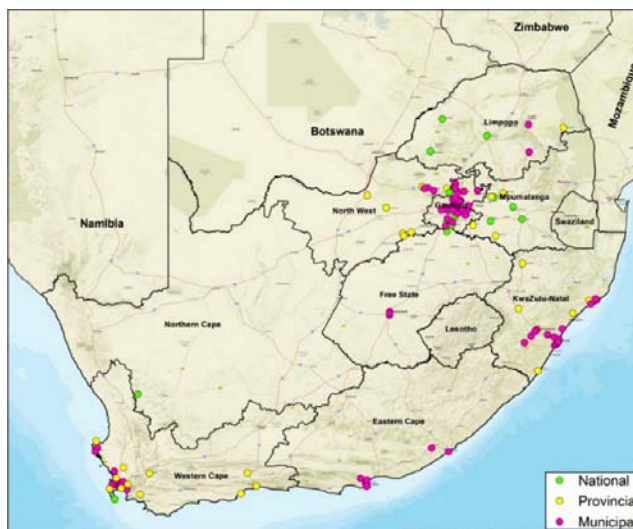 Zimbabwe
Mozambique
Limpopo
Botswana
Mpumalanga
North West
Namibia
Swaziland
Free State
KwaZulu-Natal
Northern Cape
Lesotho
Eastern Cape
Western Cape
National
Provincia
Municipa